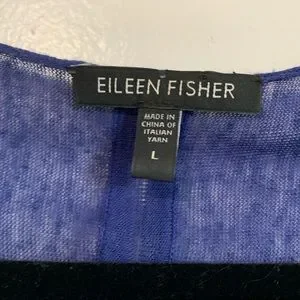 EILEEN FISHER
MADE IN
CHINA OF
ITALIAN
YARN
L